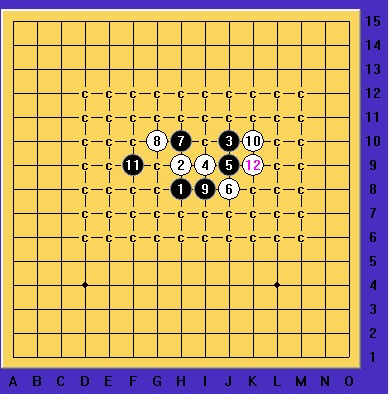 15
14
13
c c c c c c c c c c 12
c c c c c c c c c c 11
c c c 8 7 c 3 10 c c 10
c c 11 c 2 4 5 12 c c 9
c c c c 1 9 6 c c c 8
c c c c c c c c c c 7
c c c c c c c c c c 6
5
4
3
2
1
A B C D E F G H I J K L M N O